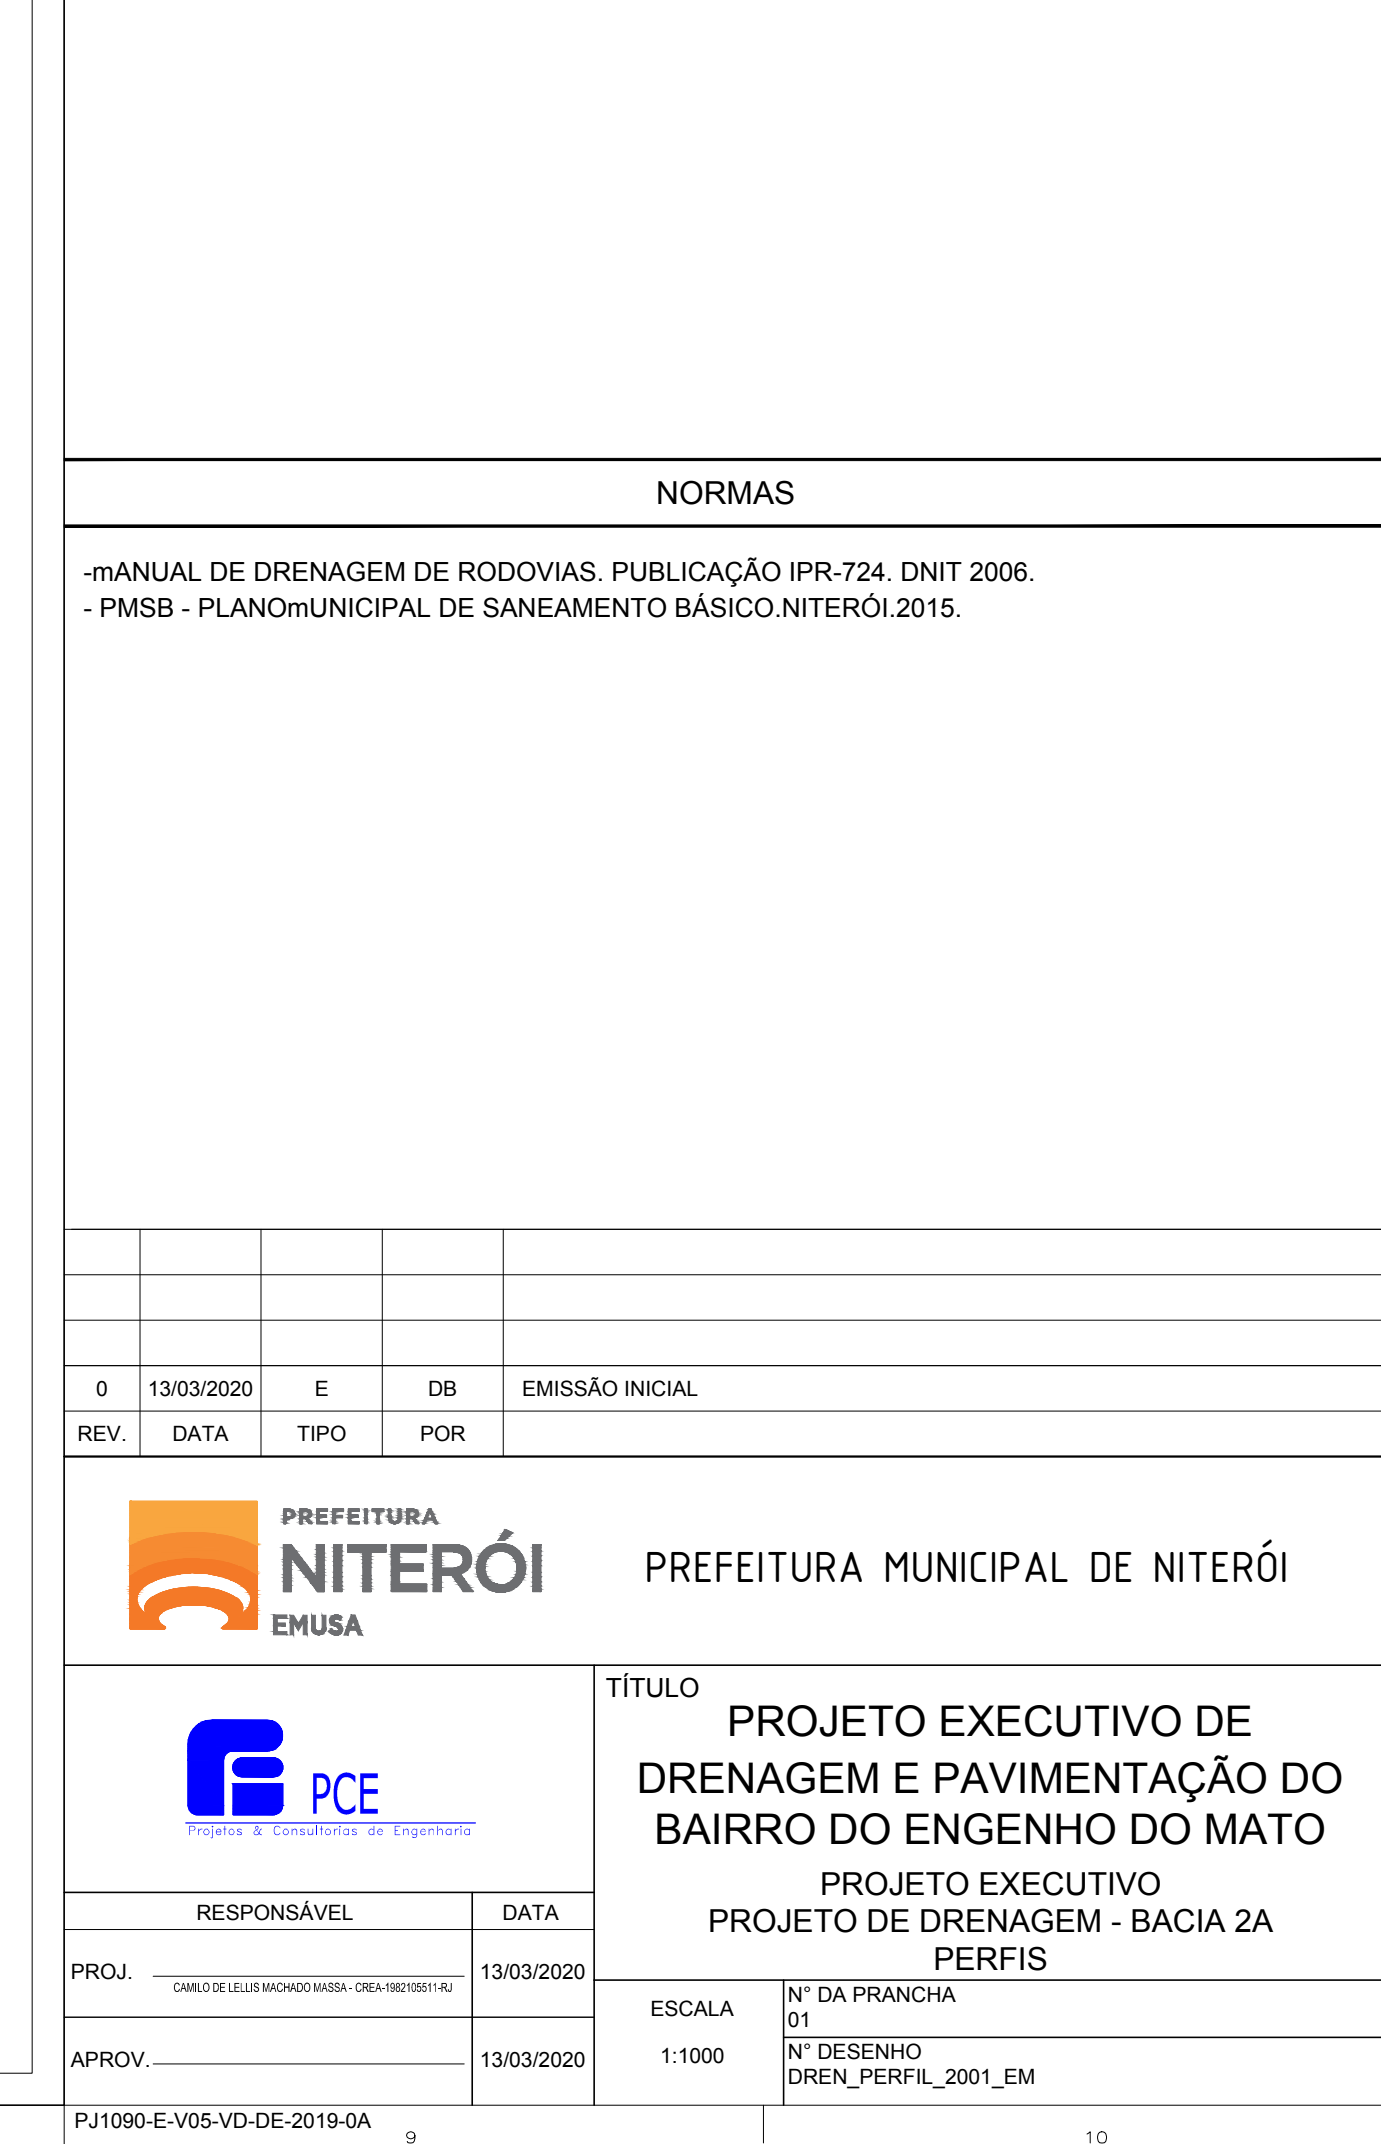 NORMAS
-mANUAL DE DRENAGEM DE RODOVIAS. PUBLICAÇÃO IPR-724. DNIT 2006.
- PMSB - PLANOmUNICIPAL DE SANEAMENTO BÁSICO.NITERÓI.2015.
0 13/03/2020 E DB EMISSÃO INICIAL
REV. DATA TIPO POR
PREFEITURA
NITERÓI
EMUSA
PREFEITURA MUNICIPAL DE NITERÓI
PCE
Projetos & Consultorias de Engenharia
TÍTULO
PROJETO EXECUTIVO DE
DRENAGEM E PAVIMENTAÇÃO DO
BAIRRO DO ENGENHO DO MATO
PROJETO EXECUTIVO
PROJETO DE DRENAGEM - BACIA 2A
PERFIS
RESPONSÁVEL DATA
PROJ. 13/03/2020
CAMILO DE LELLIS MACHADO MASSA - CREA-1982105511-RJ
APROV. 13/03/2020
ESCALA
1:1000
N° DA PRANCHA
01
N° DESENHO
DREN_PERFIL_2001_EM
PJ1090-E-V05-VD-DE-2019-0A
9 10